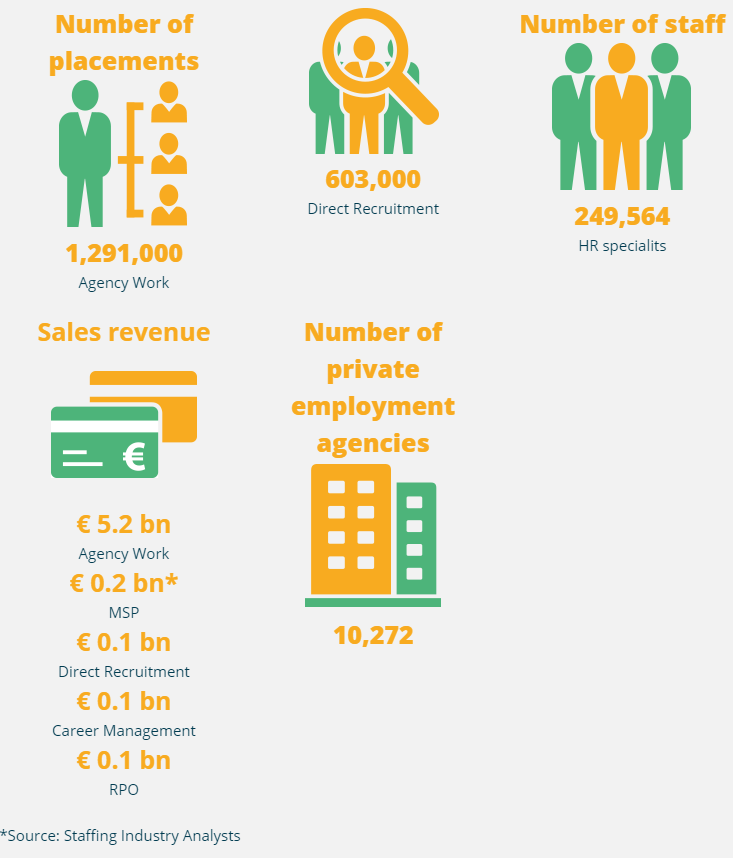 Number of
placements
1,291,000
Agency Work
603,000
Direct Recruitment
Number of staff
249,564
HR specialits
Sales revenue
€
€ 5.2 bn
Agency Work
€ 0.2 bn*
MSP
€ 0.1 bn
Direct Recruitment
€ 0.1 bn
Career Management
€ 0.1 bn
RPO
Number of
private
employment
agencies
10,272
*Source: Staffing Industry Analysts